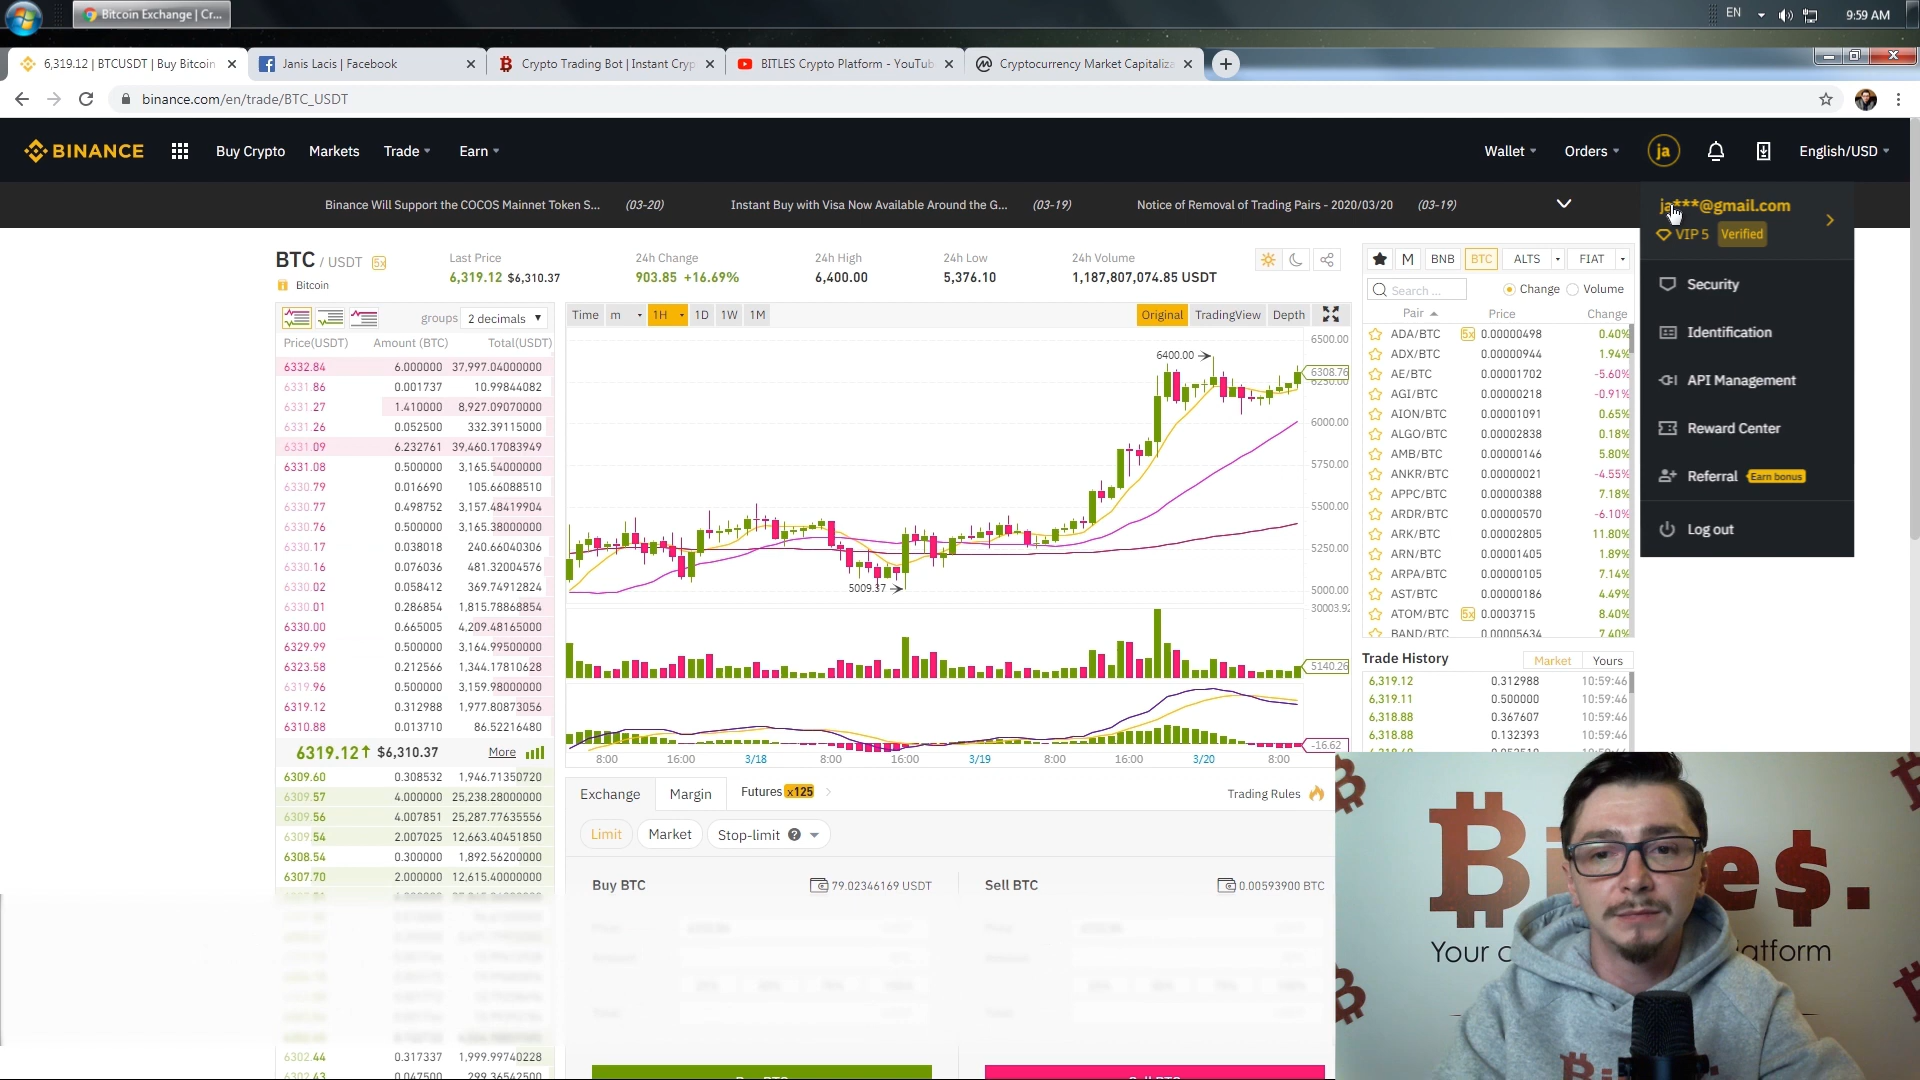 Bitcoin Exchange | Cr...
EN
9:59 AM
6,319.12 | BTCUSDT | Buy Bitcoin
Janis Lacis | Facebook
Crypto Trading Bot | Instant Cryp
BITLES Crypto Platform - YouTub
Cryptocurrency Market Capitaliza
binance.com/en/trade/BTC_USDT
BINANCE
Buy Crypto
Markets
Trade
Earn
Wallet
Orders
ja
English/USD
Binance Will Support the COCOS Mainnet Token S... (03-20)
Instant Buy with Visa Now Available Around the G... (03-19)
Notice of Removal of Trading Pairs - 2020/03/20 (03-19)
ja***@gmail.com
VIP 5 Verified
Security
Identification
API Management
Reward Center
Referral Earn bonus
Log out
BTC / USDT 5x
Bitcoin
Last Price
6,319.12 $6,310.37
24h Change
903.85 +16.69%
24h High
6,400.00
24h Low
5,376.10
24h Volume
1,187,807,074.85 USDT
groups 2 decimals
Price(USDT) Amount (BTC) Total(USDT)
6332.84 6.000000 37,997.04000000
6331.86 0.001737 10.99844082
6331.27 1.410000 8,927.09070000
6331.26 0.052500 332.39115000
6331.09 6.232761 39,460.17083949
6331.08 0.500000 3,165.54000000
6330.79 0.016690 105.66088510
6330.77 0.498752 3,157.48419904
6330.76 0.500000 3,165.38000000
6330.17 0.038018 240.66040306
6330.16 0.076036 481.32004576
6330.02 0.058412 369.74912824
6330.01 0.286854 1,815.78868854
6330.00 0.665005 4,209.48165000
6329.99 0.500000 3,164.99500000
6323.58 0.212566 1,344.17810628
6319.96 0.500000 3,159.98000000
6319.12 0.312988 1,977.80873056
6310.88 0.013710 86.52216480
6319.12↑ $6,310.37 More
6309.60 0.308532 1,946.71350720
6309.57 4.000000 25,238.28000000
6309.56 4.007851 25,287.77635556
6309.54 2.007025 12,663.40451850
6308.54 0.300000 1,892.56200000
6307.70 2.000000 12,615.40000000
6302.44 0.317337 1,999.99740228
6302.43 0.047500 299.36542500
Time m 1H 1D 1W 1M
Original TradingView Depth
6400.00
5009.37
6500.00
6308.76
6250.00
6000.00
5750.00
5500.00
5250.00
5000.00
30003.92
5140.26
-16.62
8:00 16:00 3/18 8:00 16:00 3/19 8:00 16:00 3/20 8:00
Exchange Margin Futures x125
Trading Rules
Limit Market Stop-limit
Buy BTC 79.02346169 USDT
Sell BTC 0.00593900 BTC
Buy BTC
Sell BTC
M BNB BTC ALTS FIAT
Search ...
Change Volume
Pair Price Change
ADA/BTC 5x 0.00000498 0.40%
ADX/BTC 0.00000944 1.94%
AE/BTC 0.00001702 -5.60%
AGI/BTC 0.00000218 -0.91%
AION/BTC 0.00001091 0.65%
ALGO/BTC 0.00002838 0.18%
AMB/BTC 0.00000146 5.80%
ANKR/BTC 0.00000021 -4.55%
APPC/BTC 0.00000388 7.18%
ARDR/BTC 0.00000570 -6.10%
ARK/BTC 0.00002805 11.80%
ARN/BTC 0.00001405 1.89%
ARPA/BTC 0.00000105 7.14%
AST/BTC 0.00000186 4.49%
ATOM/BTC 5x 0.0003715 8.40%
BAND/BTC 0.00005634 7.40%
Trade History Market Yours
6,319.12 0.312988 10:59:46
6,319.11 0.500000 10:59:46
6,318.88 0.367607 10:59:46
6,318.88 0.132393 10:59:46